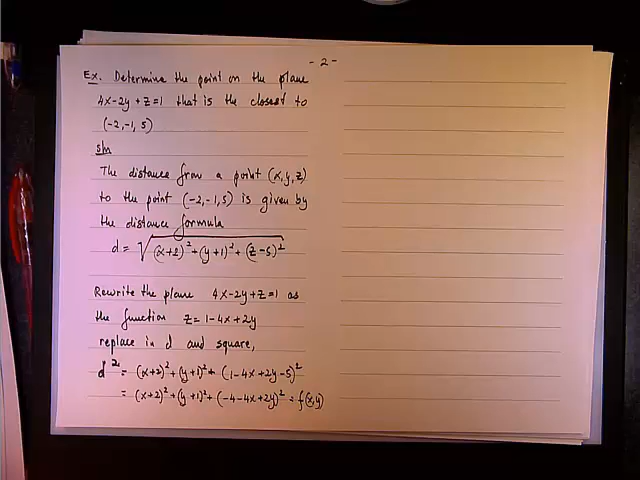 - 2 -
Ex. Determine the point on the plane
4x-2y+z=1 that is the closest to
(-2,-1,5)
Sln
The distance from a point (x,y,z)
to the point (-2,-1,5) is given by
the distance formula
d = √((x+2)²+(y+1)²+(z-5)²)
Rewrite the plane 4x-2y+z=1 as
the function z=1-4x+2y
replace in d and square,
d² = (x+2)²+(y+1)²+(1-4x+2y-5)²
= (x+2)²+(y+1)²+(-4-4x+2y)² = f(x,y)